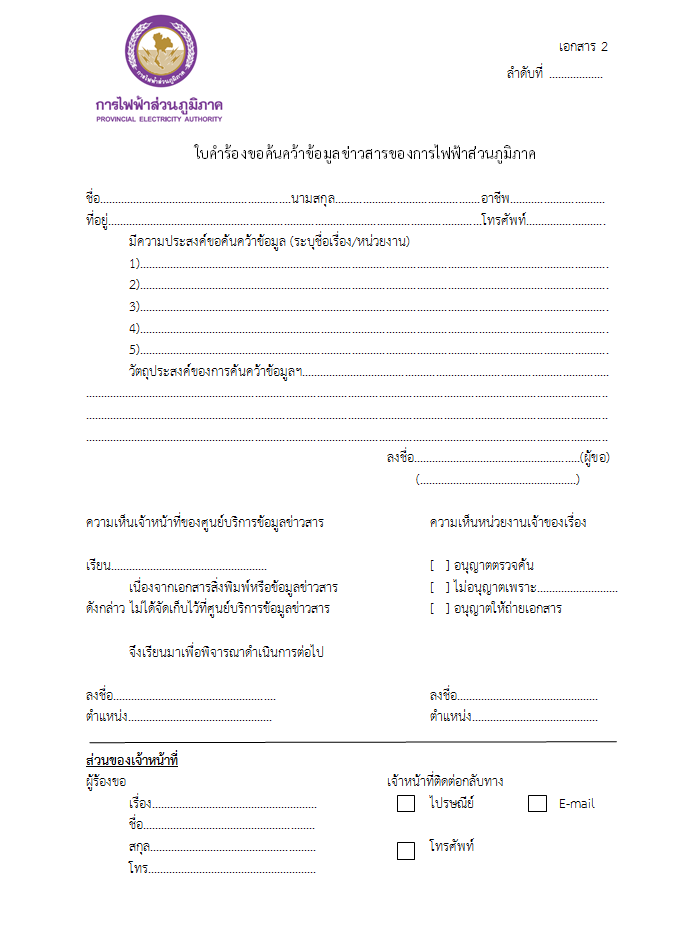 เอกสาร 2
ลำดับที่ ..................
การไฟฟ้าส่วนภูมิภาค
การไฟฟ้าส่วนภูมิภาค
PROVINCIAL ELECTRICITY AUTHORITY
ใบคำร้องขอค้นคว้าข้อมูลข่าวสารของการไฟฟ้าส่วนภูมิภาค
ชื่อ................................................................นามสกุล.................................................อาชีพ................................
ที่อยู่.............................................................................................................................โทรศัพท์...........................
มีความประสงค์ขอค้นคว้าข้อมูล (ระบุชื่อเรื่อง/หน่วยงาน)
1)............................................................................................................................................................
2)............................................................................................................................................................
3)............................................................................................................................................................
4)............................................................................................................................................................
5)............................................................................................................................................................
วัตถุประสงค์ของการค้นคว้าข้อมูลฯ.......................................................................................................
..............................................................................................................................................................................
..............................................................................................................................................................................
..............................................................................................................................................................................
ลงชื่อ........................................................(ผู้ขอ)
(....................................................)
ความเห็นเจ้าหน้าที่ของศูนย์บริการข้อมูลข่าวสาร ความเห็นหน่วยงานเจ้าของเรื่อง
เรียน.................................................... [ ] อนุญาตตรวจค้น
เนื่องจากเอกสารสิ่งพิมพ์หรือข้อมูลข่าวสาร [ ] ไม่อนุญาตเพราะ...........................
ดังกล่าว ไม่ได้จัดเก็บไว้ที่ศูนย์บริการข้อมูลข่าวสาร [ ] อนุญาตให้ถ่ายเอกสาร
จึงเรียนมาเพื่อพิจารณาดำเนินการต่อไป
ลงชื่อ...................................................... ลงชื่อ...............................................
ตำแหน่ง................................................ ตำแหน่ง..........................................
ส่วนของเจ้าหน้าที่
ผู้ร้องขอ เจ้าหน้าที่ติดต่อกลับทาง
เรื่อง....................................................... ไปรษณีย์ E-mail
ชื่อ.........................................................
สกุล....................................................... โทรศัพท์
โทร........................................................